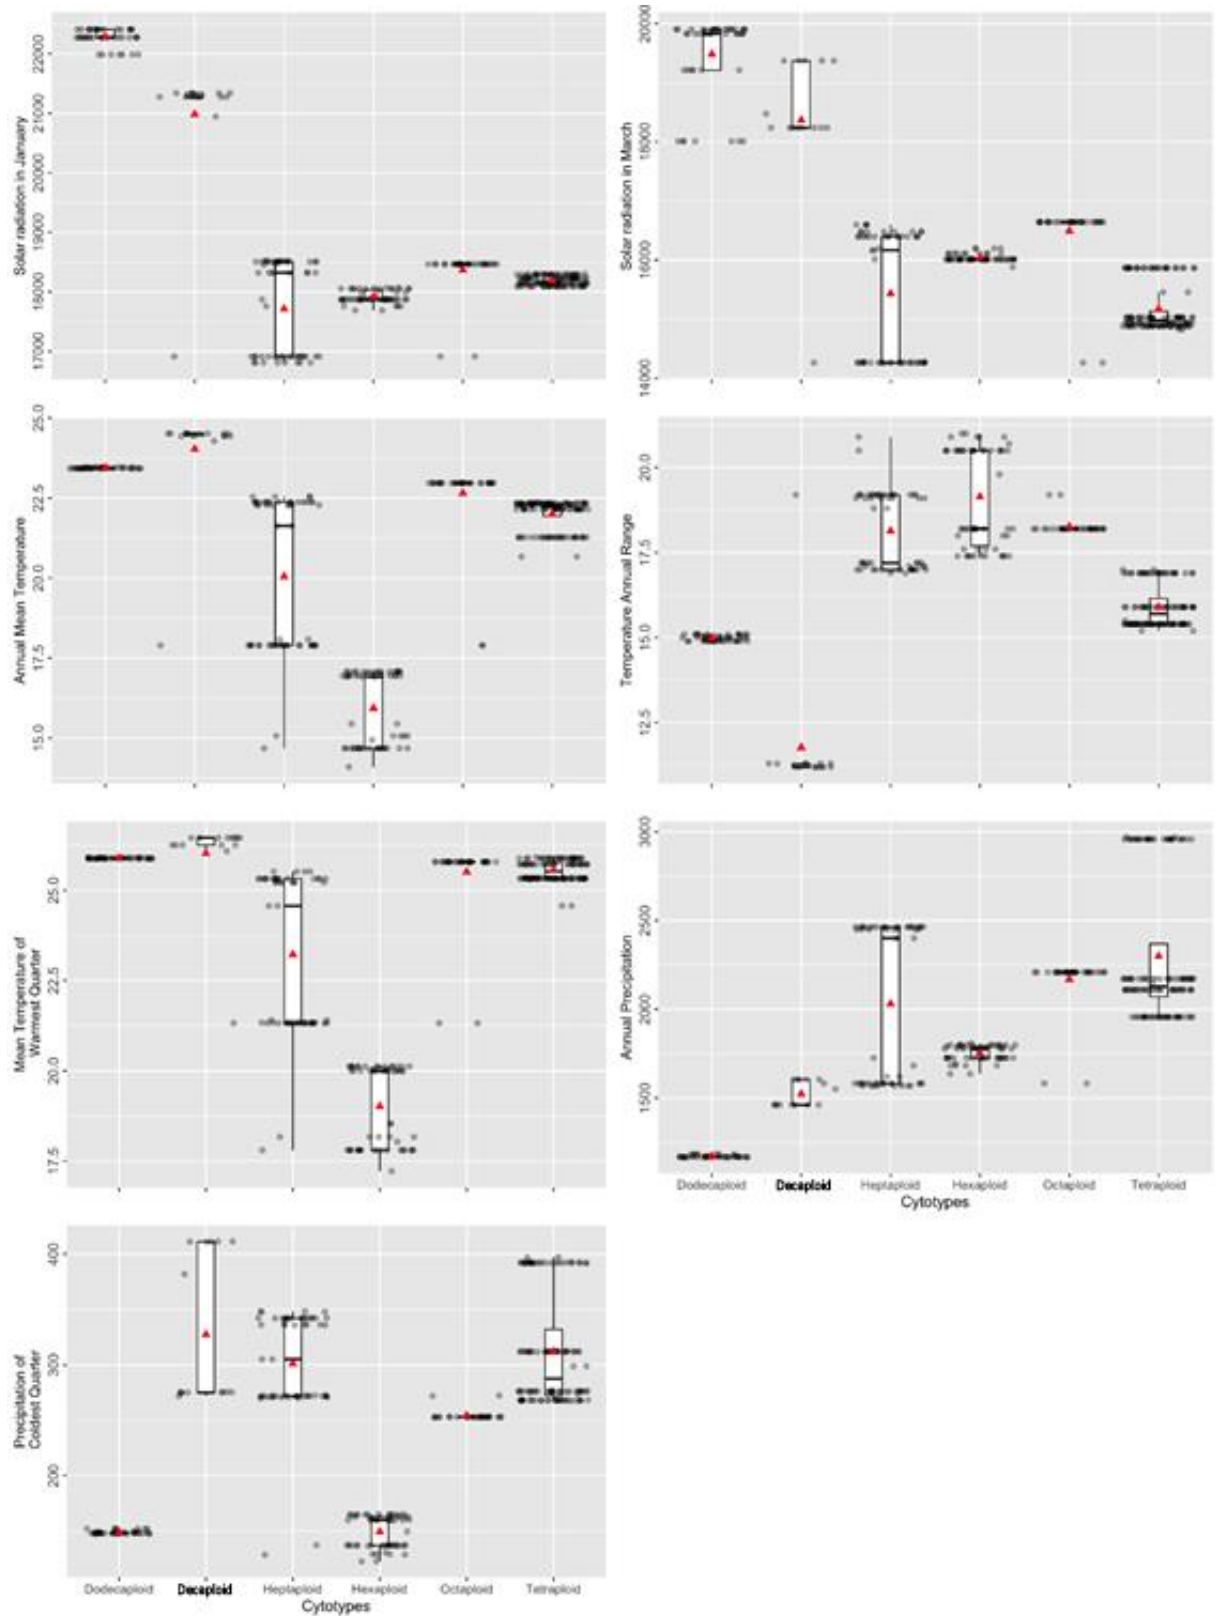 Solar radiation in January
22000
21000
20000
19000
18000
17000
Solar radiation in March
20000
18000
16000
14000
Annual Mean Temperature
25.0
22.5
20.0
17.5
15.0
Temperature Annual Range
20.0
17.5
15.0
12.5
Mean Temperature of
Warmest Quarter
25.0
22.5
20.0
17.5
Annual Precipitation
3000
2500
2000
1500
Dodecaploid Decaploid Heptaploid Hexaploid Octaploid Tetraploid
Cytotypes
Precipitation of
Coldest Quarter
400
300
200
Dodecaploid Decaploid Heptaploid Hexaploid Octaploid Tetraploid
Cytotypes